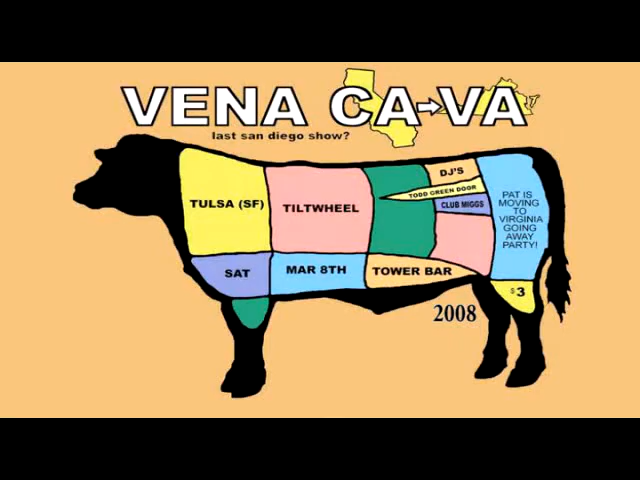 VENA CA→VA
last san diego show?
TULSA (SF)
TILTWHEEL
DJ'S
TODD GREEN DOOR
CLUB MIGGS
PAT IS
MOVING
TO
VIRGINIA
GOING
AWAY
PARTY!
SAT
MAR 8TH
TOWER BAR
$3
2008